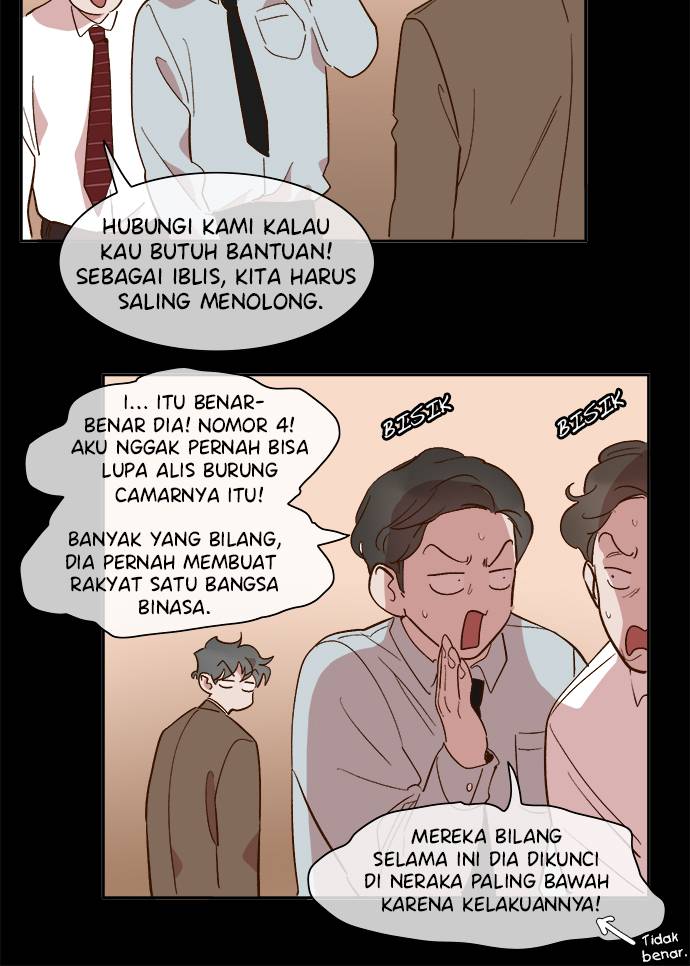 HUBUNGI KAMI KALAU
KAU BUTUH BANTUAN!
SEBAGAI IBLIS, KITA HARUS
SALING MENOLONG.
I... ITU BENAR-
BENAR DIA! NOMOR 4!
AKU NGGAK PERNAH BISA
LUPA ALIS BURUNG
CAMARNYA ITU!
BANYAK YANG BILANG,
DIA PERNAH MEMBUAT
RAKYAT SATU BANGSA
BINASA.
BISIK
BISIK
MEREKA BILANG
SELAMA INI DIA DIKUNCI
DI NERAKA PALING BAWAH
KARENA KELAKUANNYA!
Tidak
benar.